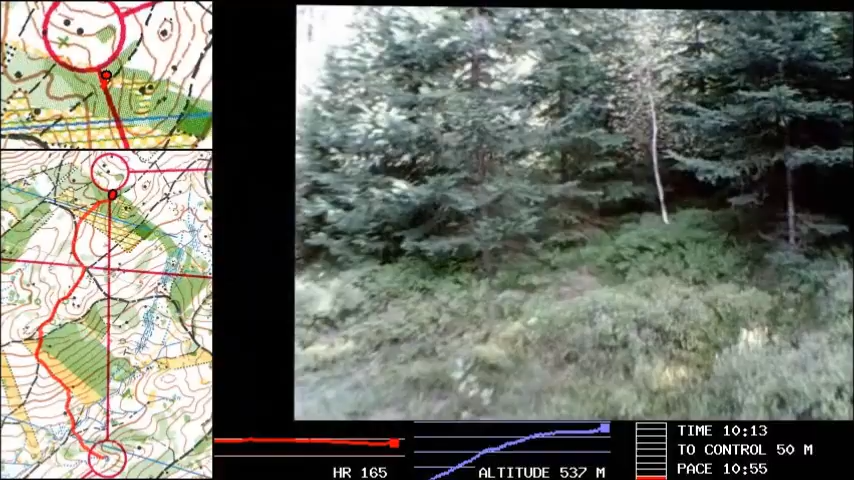 HR 165
ALTITUDE 537 M
TIME 10:13
TO CONTROL 50 M
PACE 10:55